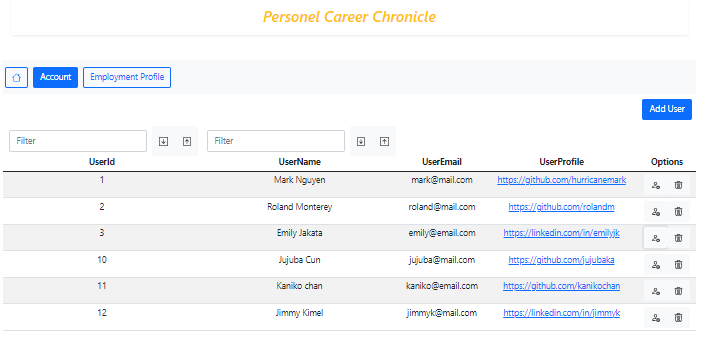 Personel Career Chronicle
Account Employment Profile
Add User
Filter Filter
UserId UserName UserEmail UserProfile Options
1 Mark Nguyen mark@mail.com https://github.com/hurricanemark
2 Roland Monterey roland@mail.com https://github.com/rolandm
3 Emily Jakata emily@email.com https://linkedin.com/in/emilyjk
10 Jujuba Cun jujuba@mail.com https://github.com/jujubaka
11 Kaniko chan kaniko@email.com https://github.com/kanikochan
12 Jimmy Kimel jimmyk@mail.com https://linkedin.com/in/jimmyk